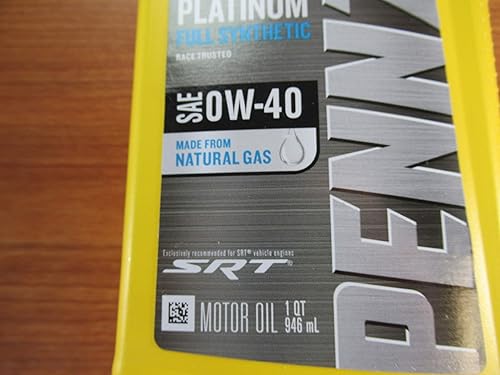 PLATINUM
FULL SYNTHETIC
RACE TRUSTED
SAE 0W-40
MADE FROM
NATURAL GAS
Exclusively recommended for SRT® vehicle engines
SRT®
MOTOR OIL 1 QT
946 mL
PENNZ